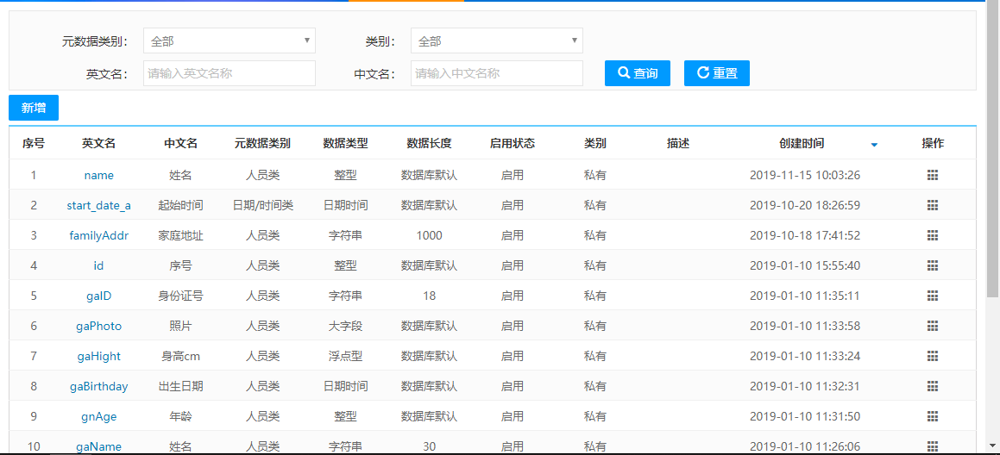 元数据类别： 全部 类别： 全部
英文名： 请输入英文名称 中文名： 请输入中文名称 查询 重置
新增
序号 英文名 中文名 元数据类别 数据类型 数据长度 启用状态 类别 描述 创建时间 操作
1 name 姓名 人员类 整型 数据库默认 启用 私有 2019-11-15 10:03:26
2 start_date_a 起始时间 日期/时间类 日期时间 数据库默认 启用 私有 2019-10-20 18:26:59
3 familyAddr 家庭地址 人员类 字符串 1000 启用 私有 2019-10-18 17:41:52
4 id 序号 人员类 整型 数据库默认 启用 私有 2019-01-10 15:55:40
5 gaID 身份证号 人员类 字符串 18 启用 私有 2019-01-10 11:35:11
6 gaPhoto 照片 人员类 大字段 数据库默认 启用 私有 2019-01-10 11:33:58
7 gaHight 身高cm 人员类 浮点型 数据库默认 启用 私有 2019-01-10 11:33:24
8 gaBirthday 出生日期 人员类 日期时间 数据库默认 启用 私有 2019-01-10 11:32:31
9 gnAge 年龄 人员类 整型 数据库默认 启用 私有 2019-01-10 11:31:50
10 gaName 姓名 人员类 字符串 30 启用 私有 2019-01-10 11:26:06